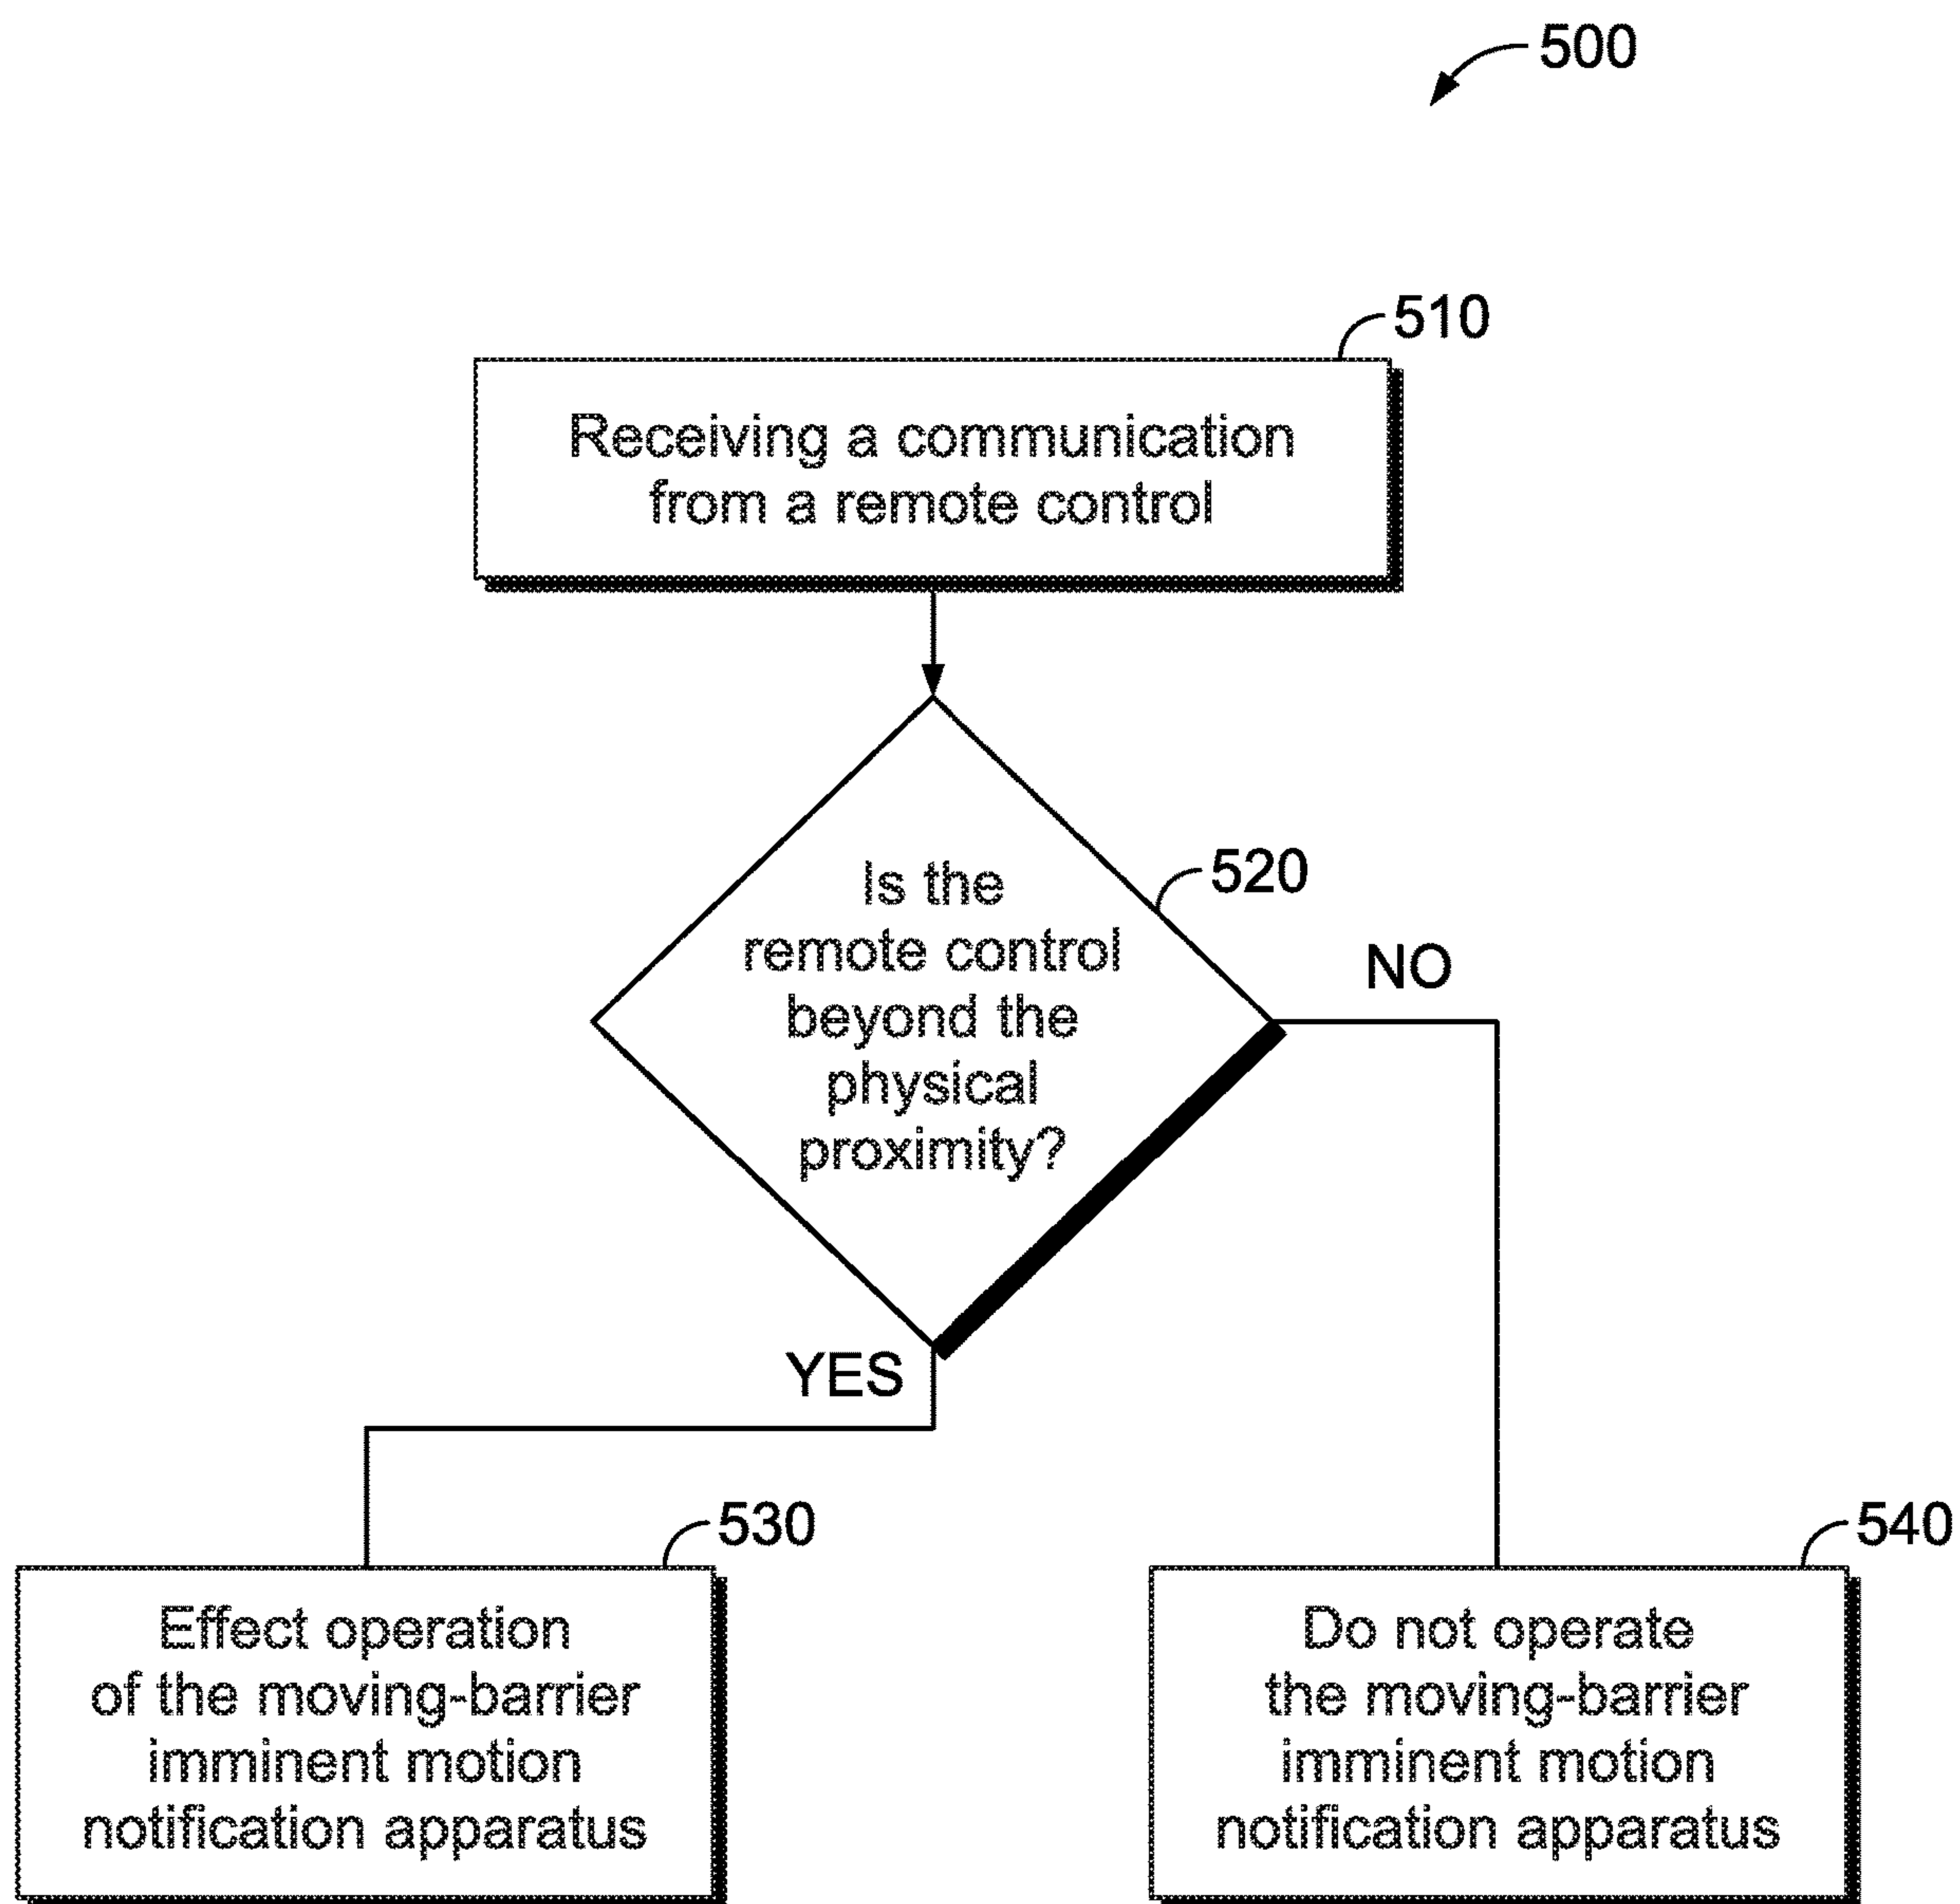 500
510
Receiving a communication
from a remote control
520
Is the
remote control
beyond the
physical
proximity?
NO
YES
530
Effect operation
of the moving-barrier
imminent motion
notification apparatus
540
Do not operate
the moving-barrier
imminent motion
notification apparatus